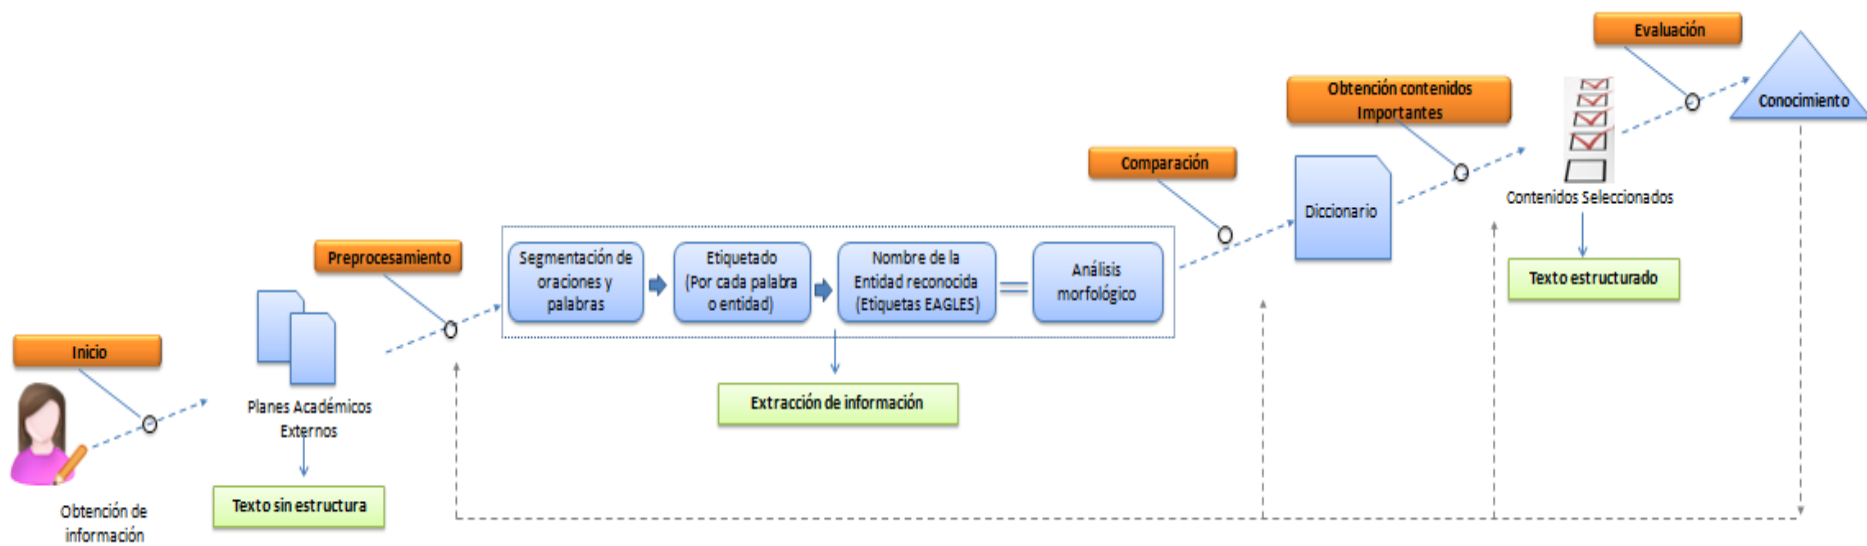 Inicio
Obtención de
información
Planes Académicos
Externos
Texto sin estructura
Preprocesamiento
Segmentación de
oraciones y
palabras
Etiquetado
(Por cada palabra
o entidad)
Nombre de la
Entidad reconocida
(Etiquetas EAGLES)
Análisis
morfológico
Extracción de información
Comparación
Diccionario
Obtención contenidos
Importantes
Contenidos Seleccionados
Texto estructurado
Evaluación
Conocimiento